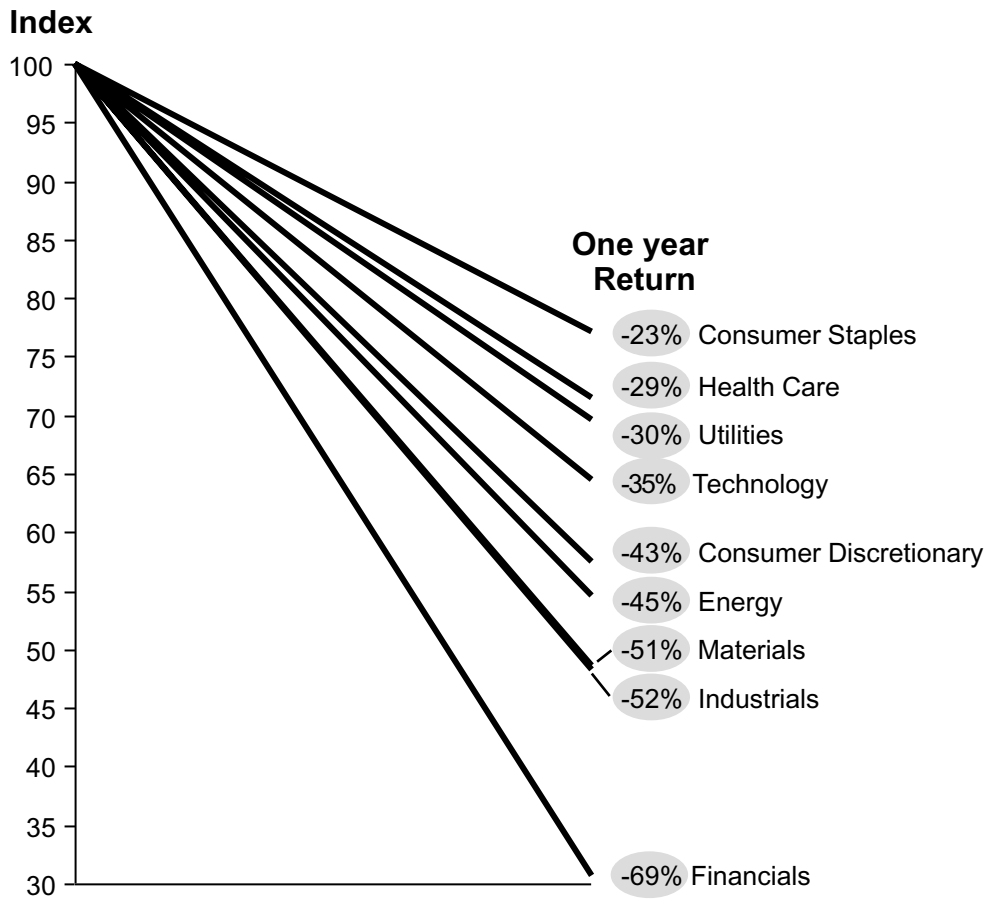 Index
100
95
90
85
80
75
70
65
60
55
50
45
40
35
30
One year
Return
-23% Consumer Staples
-29% Health Care
-30% Utilities
-35% Technology
-43% Consumer Discretionary
-45% Energy
-51% Materials
-52% Industrials
-69% Financials